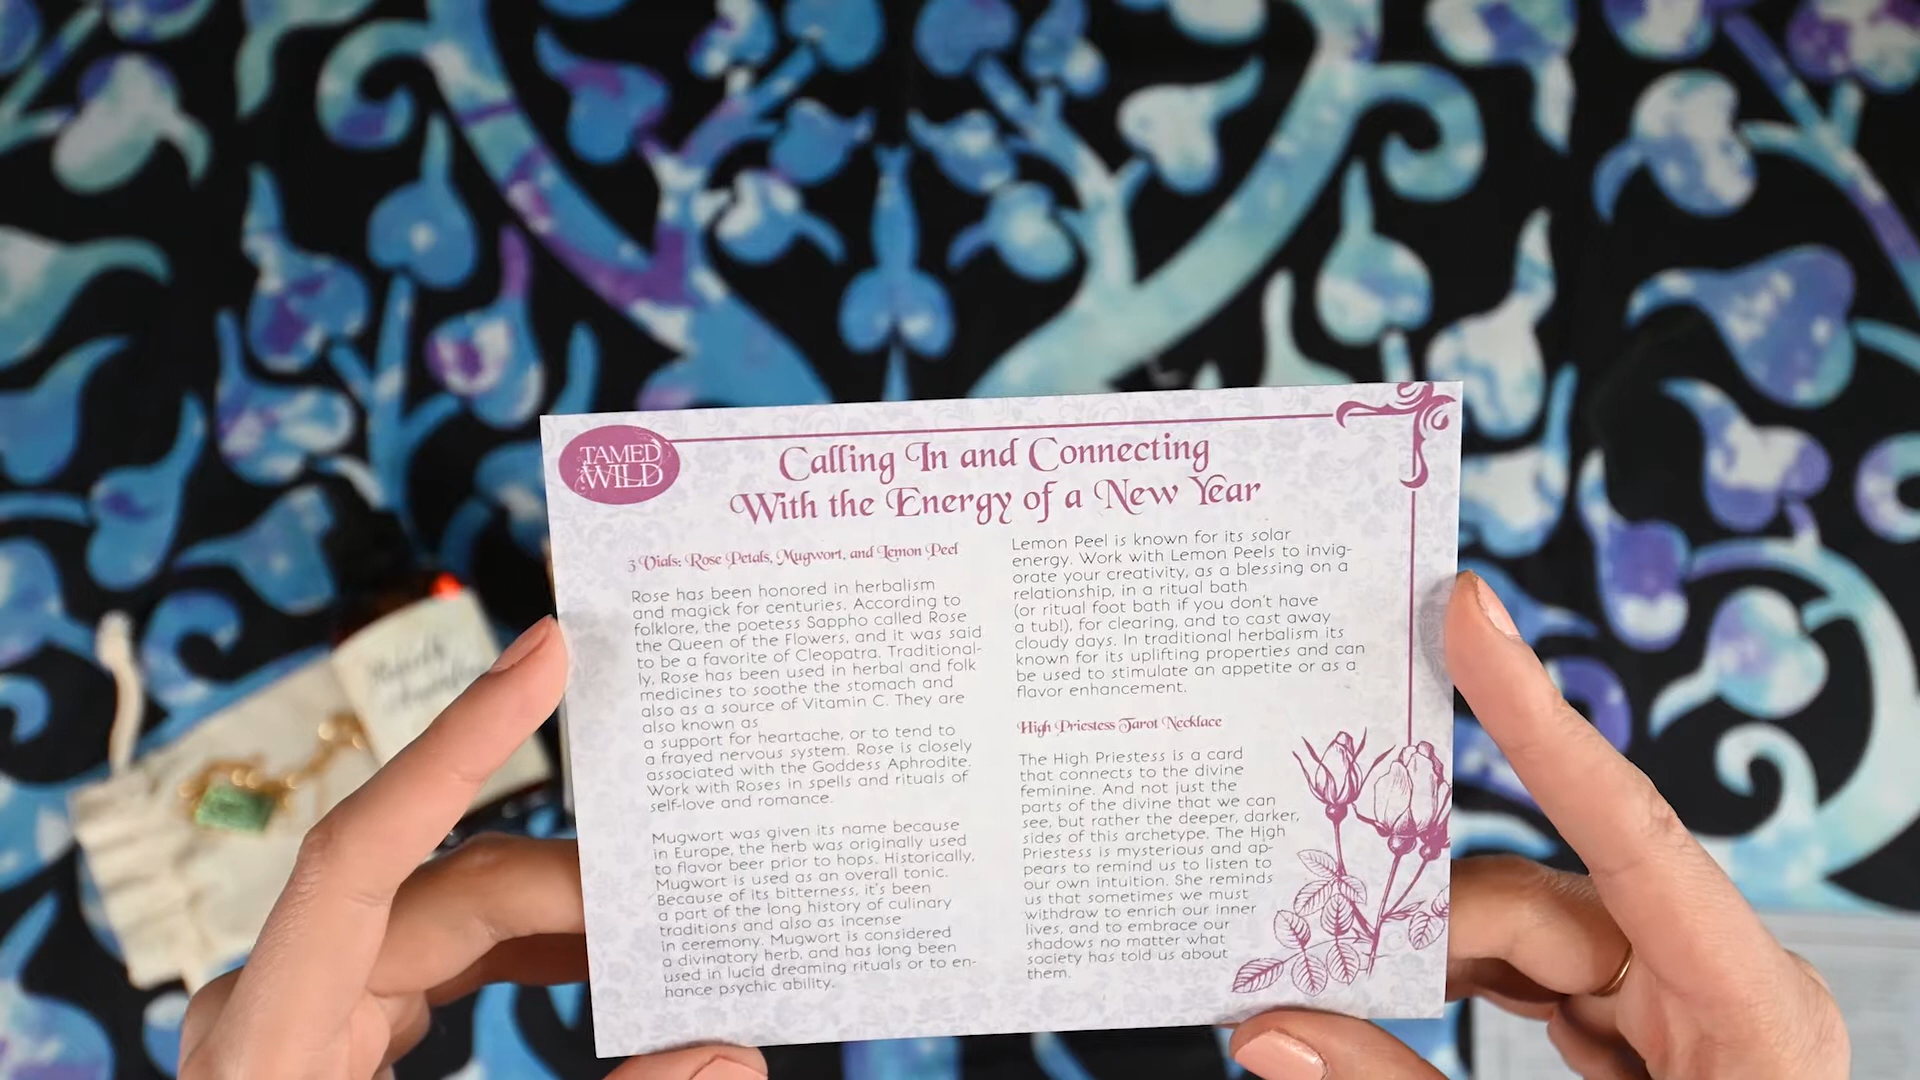 TAMED
WILD
Calling In and Connecting
With the Energy of a New Year
3 Vials: Rose Petals, Mugwort, and Lemon Peel
Rose has been honored in herbalism
and magick for centuries. According to
folklore, the poetess Sappho called Rose
the Queen of the Flowers, and it was said
to be a favorite of Cleopatra. Traditional-
ly, Rose has been used in herbal and folk
medicines to soothe the stomach and
also as a source of Vitamin C. They are
also known as
a support for heartache, or to tend to
a frayed nervous system. Rose is closely
associated with the Goddess Aphrodite.
Work with Roses in spells and rituals of
self-love and romance.
Mugwort was given its name because
in Europe, the herb was originally used
to flavor beer prior to hops. Historically,
Mugwort is used as an overall tonic.
Because of its bitterness, it's been
a part of the long history of culinary
traditions and also as incense
in ceremony. Mugwort is considered
a divinatory herb, and has long been
used in lucid dreaming rituals or to en-
hance psychic ability.
Lemon Peel is known for its solar
energy. Work with Lemon Peels to invig-
orate your creativity, as a blessing on a
relationship, in a ritual bath
(or ritual foot bath if you don't have
a tub!), for clearing, and to cast away
cloudy days. In traditional herbalism its
known for its uplifting properties and can
be used to stimulate an appetite or as a
flavor enhancement.
High Priestess Tarot Necklace
The High Priestess is a card
that connects to the divine
feminine. And not just the
parts of the divine that we can
see, but rather the deeper, darker,
sides of this archetype. The High
Priestess is mysterious and ap-
pears to remind us to listen to
our own intuition. She reminds
us that sometimes we must
withdraw to enrich our inner
lives, and to embrace our
shadows no matter what
society has told us about
them.